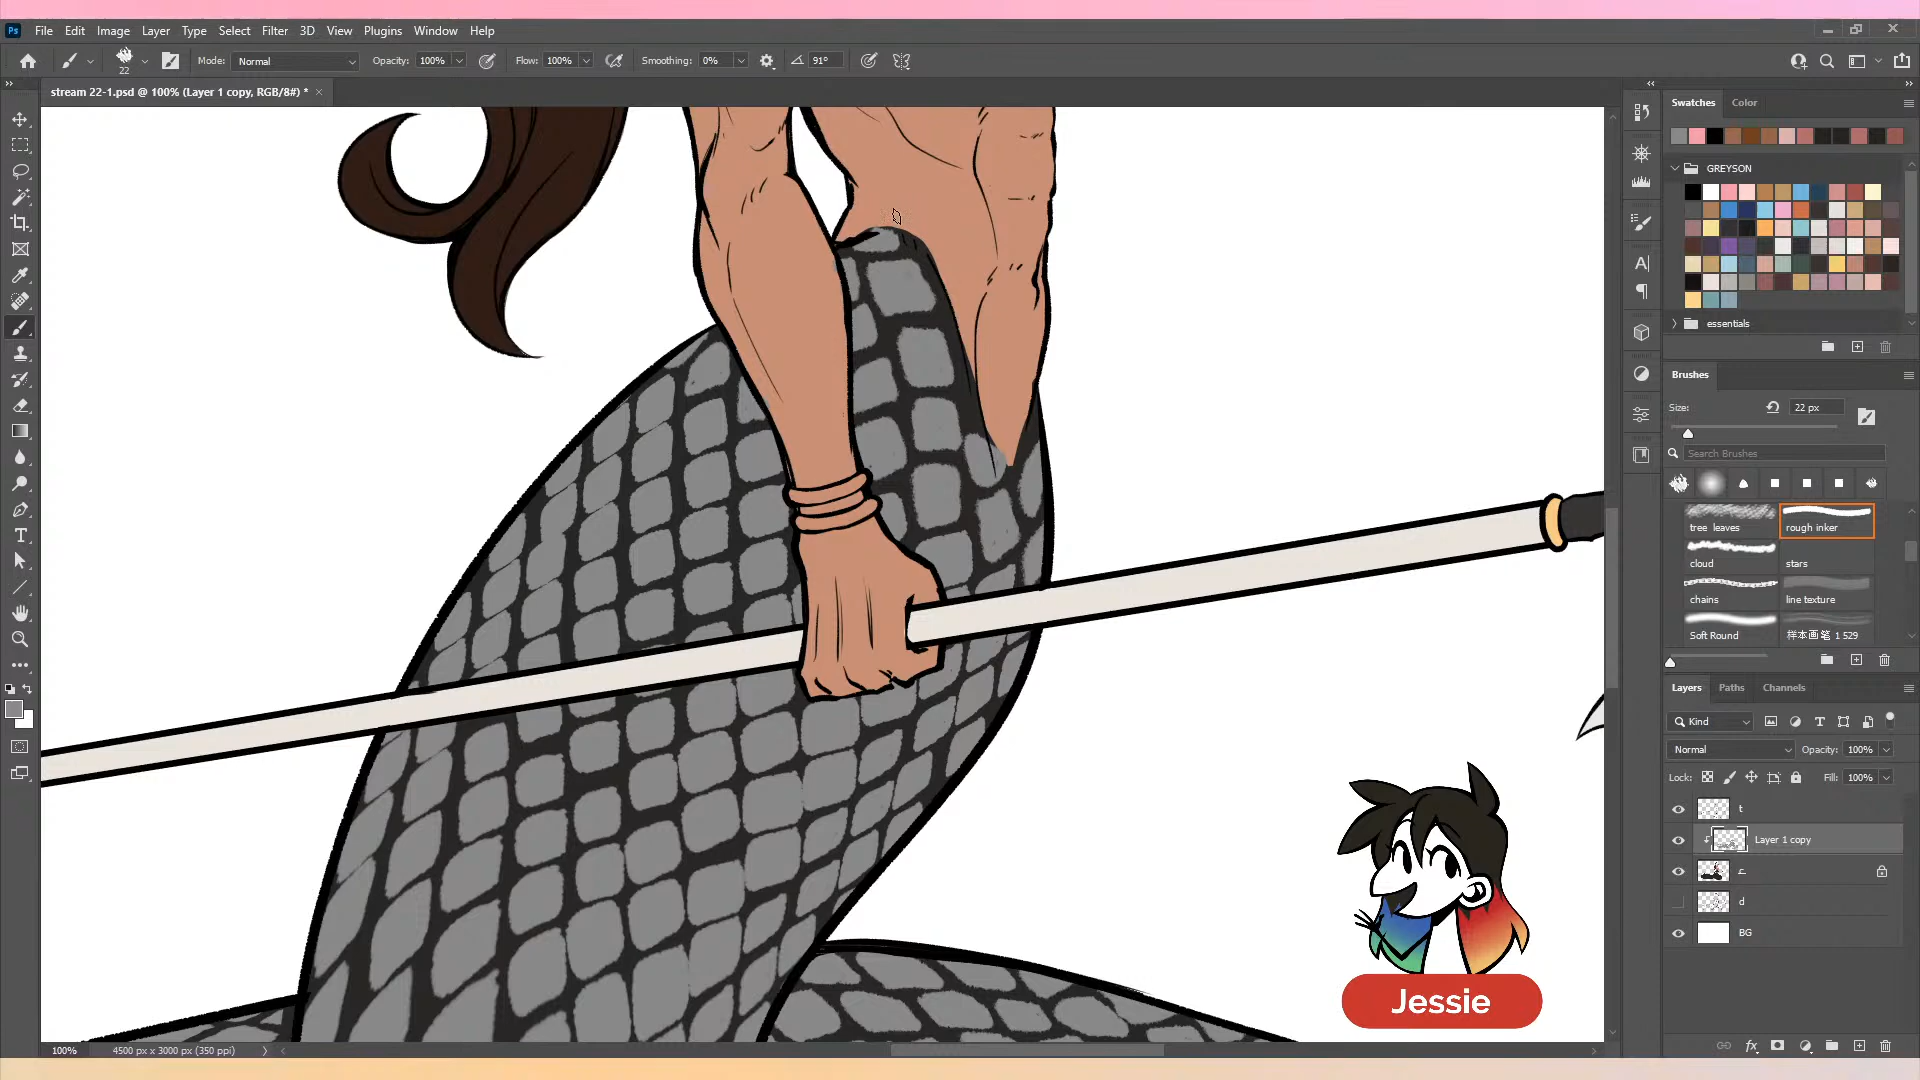 Ps File Edit Image Layer Type Select Filter 3D View Plugins Window Help
22 Mode: Normal Opacity: 100% Flow: 100% Smoothing: 0% 91°
stream 22-1.psd @ 100% (Layer 1 copy, RGB/8#) * ×
Swatches Color
GREYSON
essentials
Brushes
Size: 22 px
Search Brushes
tree leaves rough inker
cloud stars
chains line texture
Soft Round 样本画笔 1 529
Layers Paths Channels
Kind
Normal Opacity: 100%
Lock: Fill: 100%
t
Layer 1 copy
c
d
BG
Jessie
100% 4500 px x 3000 px (350 ppi)